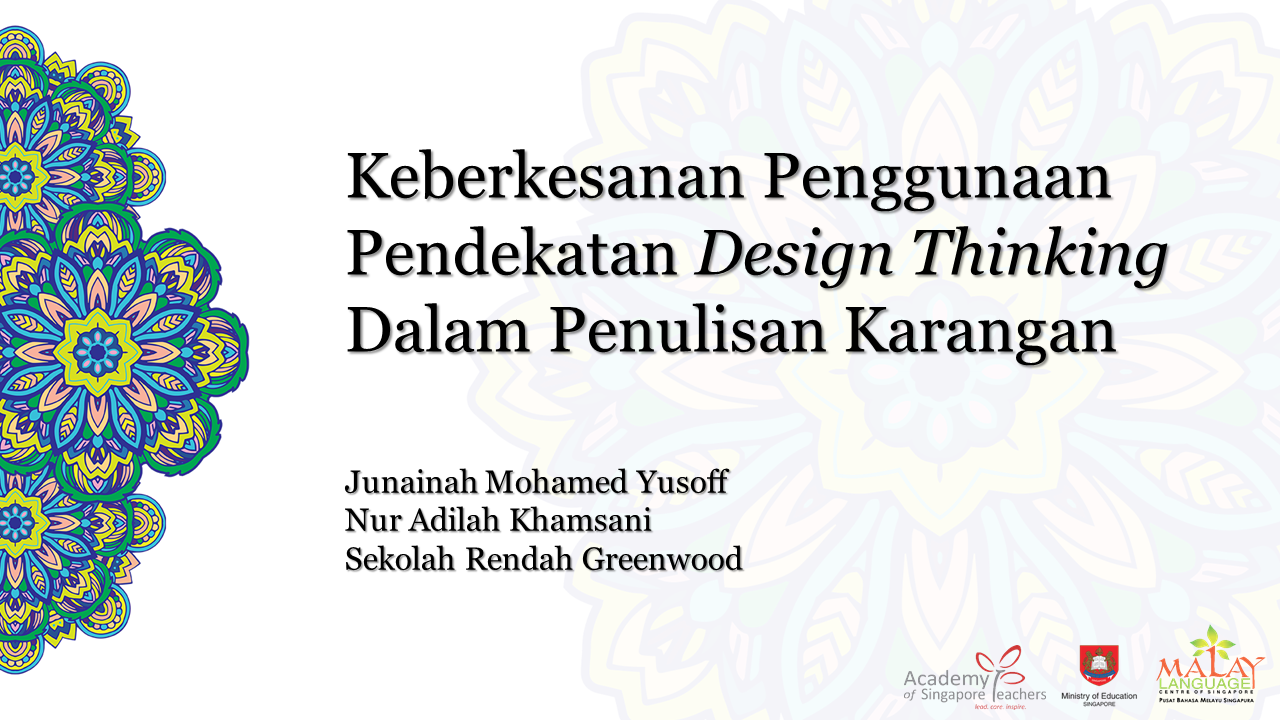 Keberkesanan Penggunaan
Pendekatan Design Thinking
Dalam Penulisan Karangan
Junainah Mohamed Yusoff
Nur Adilah Khamsani
Sekolah Rendah Greenwood
Academy
of Singapore Teachers
lead. care. inspire.
Ministry of Education
SINGAPORE
MALAY
LANGUAGE
CENTRE OF SINGAPORE
PUSAT BAHASA MELAYU SINGAPURA